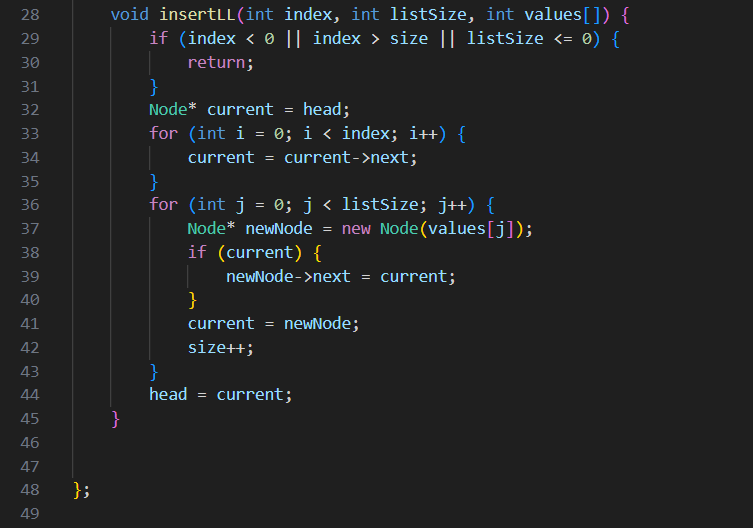 28 void insertLL(int index, int listSize, int values[]) {
29 if (index < 0 || index > size || listSize <= 0) {
30 return;
31 }
32 Node* current = head;
33 for (int i = 0; i < index; i++) {
34 current = current->next;
35 }
36 for (int j = 0; j < listSize; j++) {
37 Node* newNode = new Node(values[j]);
38 if (current) {
39 newNode->next = current;
40 }
41 current = newNode;
42 size++;
43 }
44 head = current;
45 }
46
47
48 };
49